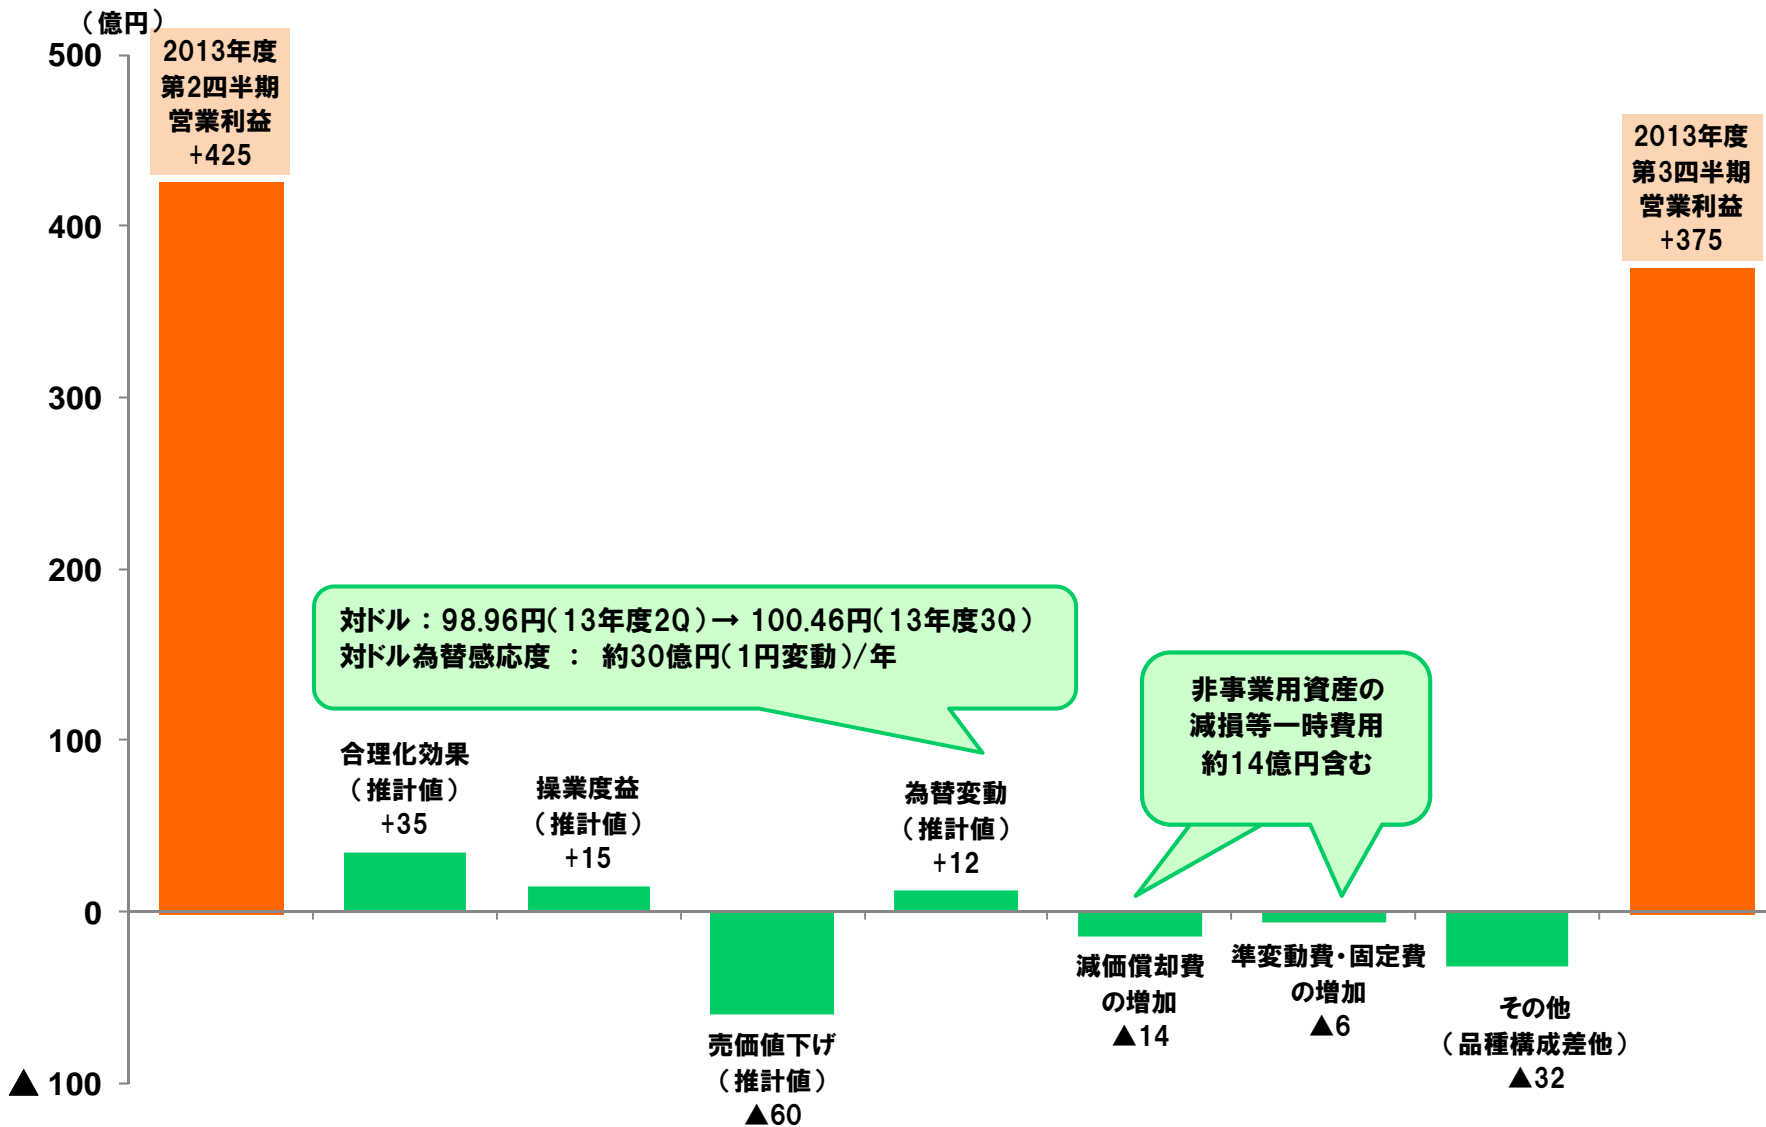 （億円）
500
400
300
200
100
0
▲ 100
2013年度
第2四半期
営業利益
+425
合理化効果
（推計値）
+35
操業度益
（推計値）
+15
売価値下げ
（推計値）
▲60
対ドル：98.96円（13年度2Q）→ 100.46円（13年度3Q）
対ドル為替感応度 ： 約30億円（1円変動）/年
為替変動
（推計値）
+12
非事業用資産の
減損等一時費用
約14億円含む
減価償却費
の増加
▲14
準変動費・固定費
の増加
▲6
その他
（品種構成差他）
▲32
2013年度
第3四半期
営業利益
+375